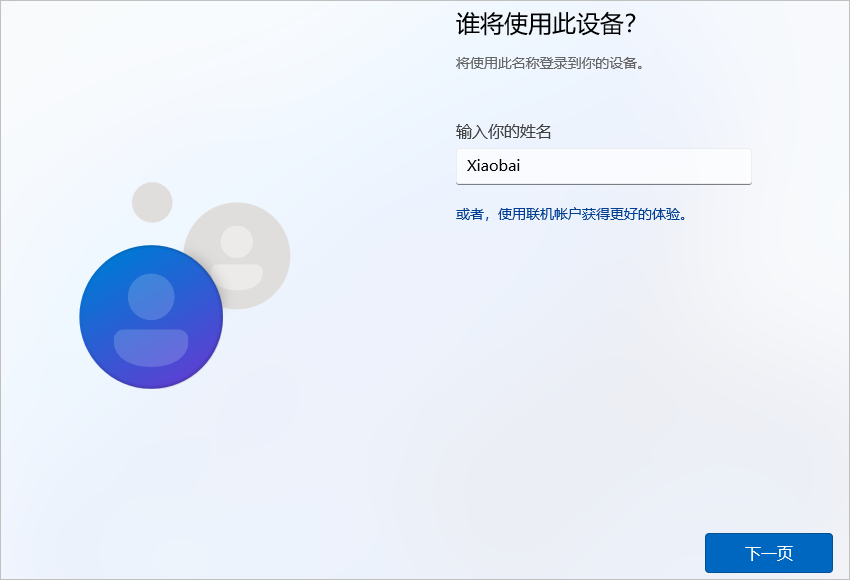 谁将使用此设备?
将使用此名称登录到你的设备。
输入你的姓名
Xiaobai
或者，使用联机帐户获得更好的体验。
下一页